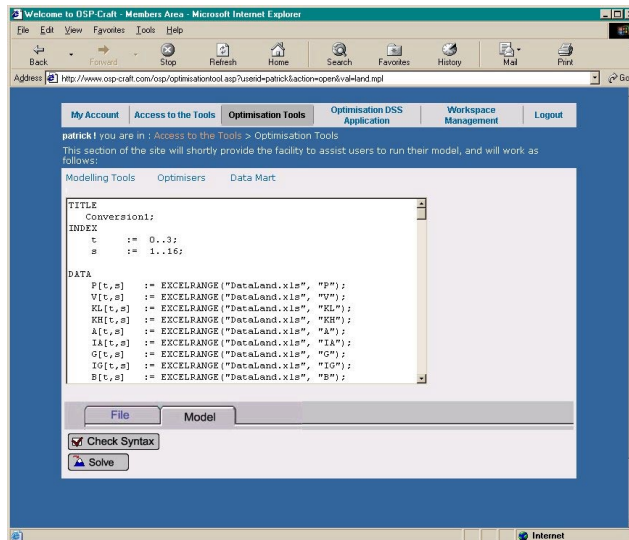 Welcome to OSP-Craft - Members Area - Microsoft Internet Explorer
File Edit View Favorites Tools Help
Back Forward Stop Refresh Home Search Favorites History Mail Print
Address http://www.osp-craft.com/osp/optimisationtool.asp?userid=patrick&action=open&val=land.mpl Go
My Account Access to the Tools Optimisation Tools Optimisation DSS Application Workspace Management Logout
patrick! you are in : Access to the Tools > Optimisation Tools
This section of the site will shortly provide the facility to assist users to run their model, and will work as
follows:
Modelling Tools Optimisers Data Mart
TITLE
Conversion1;
INDEX
t := 0..3;
s := 1..16;
DATA
P[t,s] := EXCELRANGE("DataLand.xls", "P");
V[t,s] := EXCELRANGE("DataLand.xls", "V");
KL[t,s] := EXCELRANGE("DataLand.xls", "KL");
KH[t,s] := EXCELRANGE("DataLand.xls", "KH");
A[t,s] := EXCELRANGE("DataLand.xls", "A");
IA[t,s] := EXCELRANGE("DataLand.xls", "IA");
G[t,s] := EXCELRANGE("DataLand.xls", "G");
IG[t,s] := EXCELRANGE("DataLand.xls", "IG");
B[t,s] := EXCELRANGE("DataLand.xls", "B");
File Model
Check Syntax
Solve
Internet